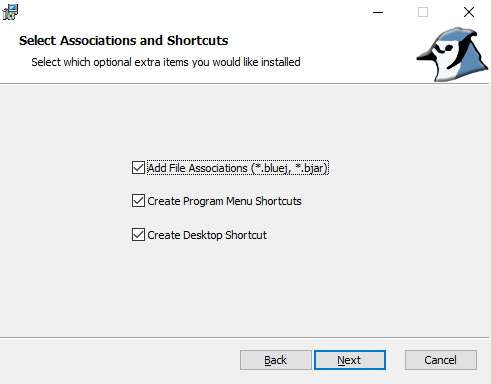 Select Associations and Shortcuts
Select which optional extra items you would like installed
Add File Associations (*.bluej, *.bjar)
Create Program Menu Shortcuts
Create Desktop Shortcut
Back Next Cancel